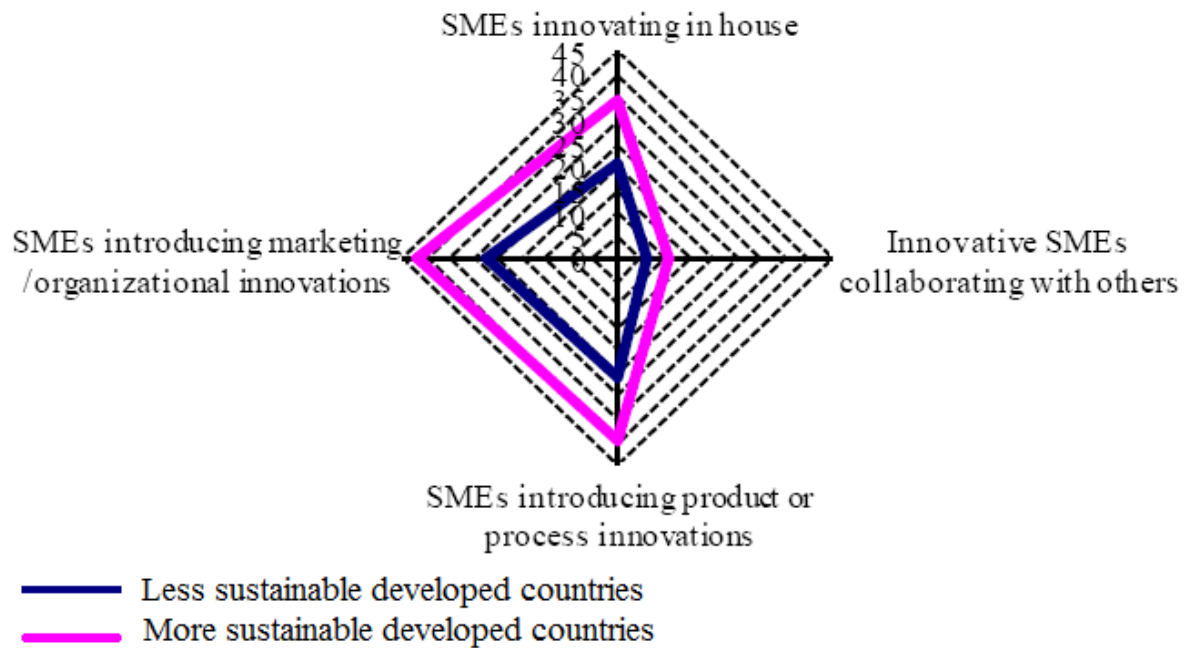 SMEs innovating in house
45
40
35
30
25
20
15
10
5
0
SMEs introducing marketing
/organizational innovations
Innovative SMEs
collaborating with others
SMEs introducing product or
process innovations
Less sustainable developed countries
More sustainable developed countries